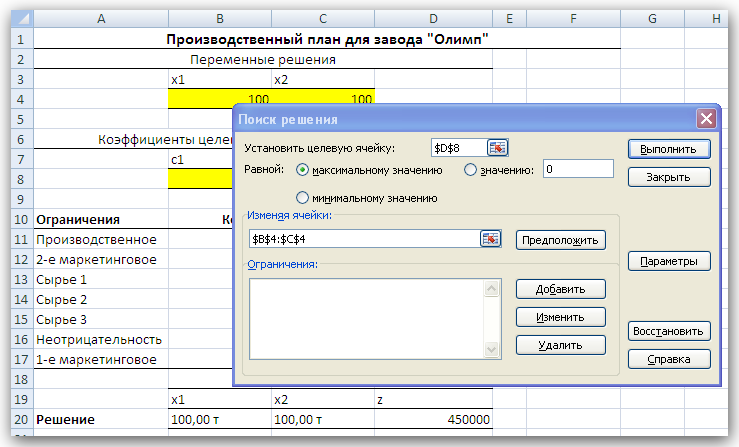 A B C D E F G H
1 Производственный план для завода "Олимп"
2 Переменные решения
3 x1 x2
4 100 100
5
6 Коэффициенты целе
7 c1
8
9
10 Ограничения К
11 Производственное
12 2-е маркетинговое
13 Сырье 1
14 Сырье 2
15 Сырье 3
16 Неотрицательность
17 1-е маркетинговое
18
19 x1 x2 z
20 Решение 100,00 т 100,00 т 450000
Поиск решения
Установить целевую ячейку: $D$8 Выполнить
Равной: максимальному значению значению: 0 Закрыть
минимальному значению
Изменяя ячейки:
$B$4:$C$4 Предположить
Ограничения: Параметры
Добавить
Изменить Восстановить
Удалить Справка